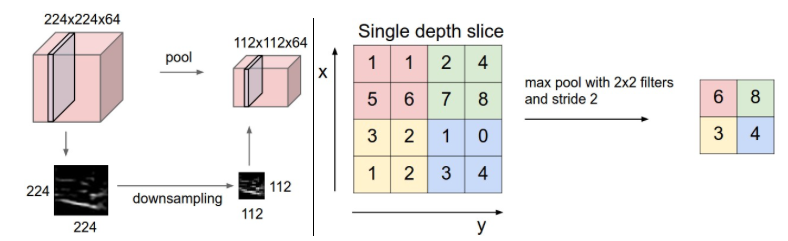 224x224x64
pool
112x112x64
224
downsampling
112
224
112
Single depth slice
x
1 1 2 4
5 6 7 8
3 2 1 0
1 2 3 4
y
max pool with 2x2 filters
and stride 2
6 8
3 4